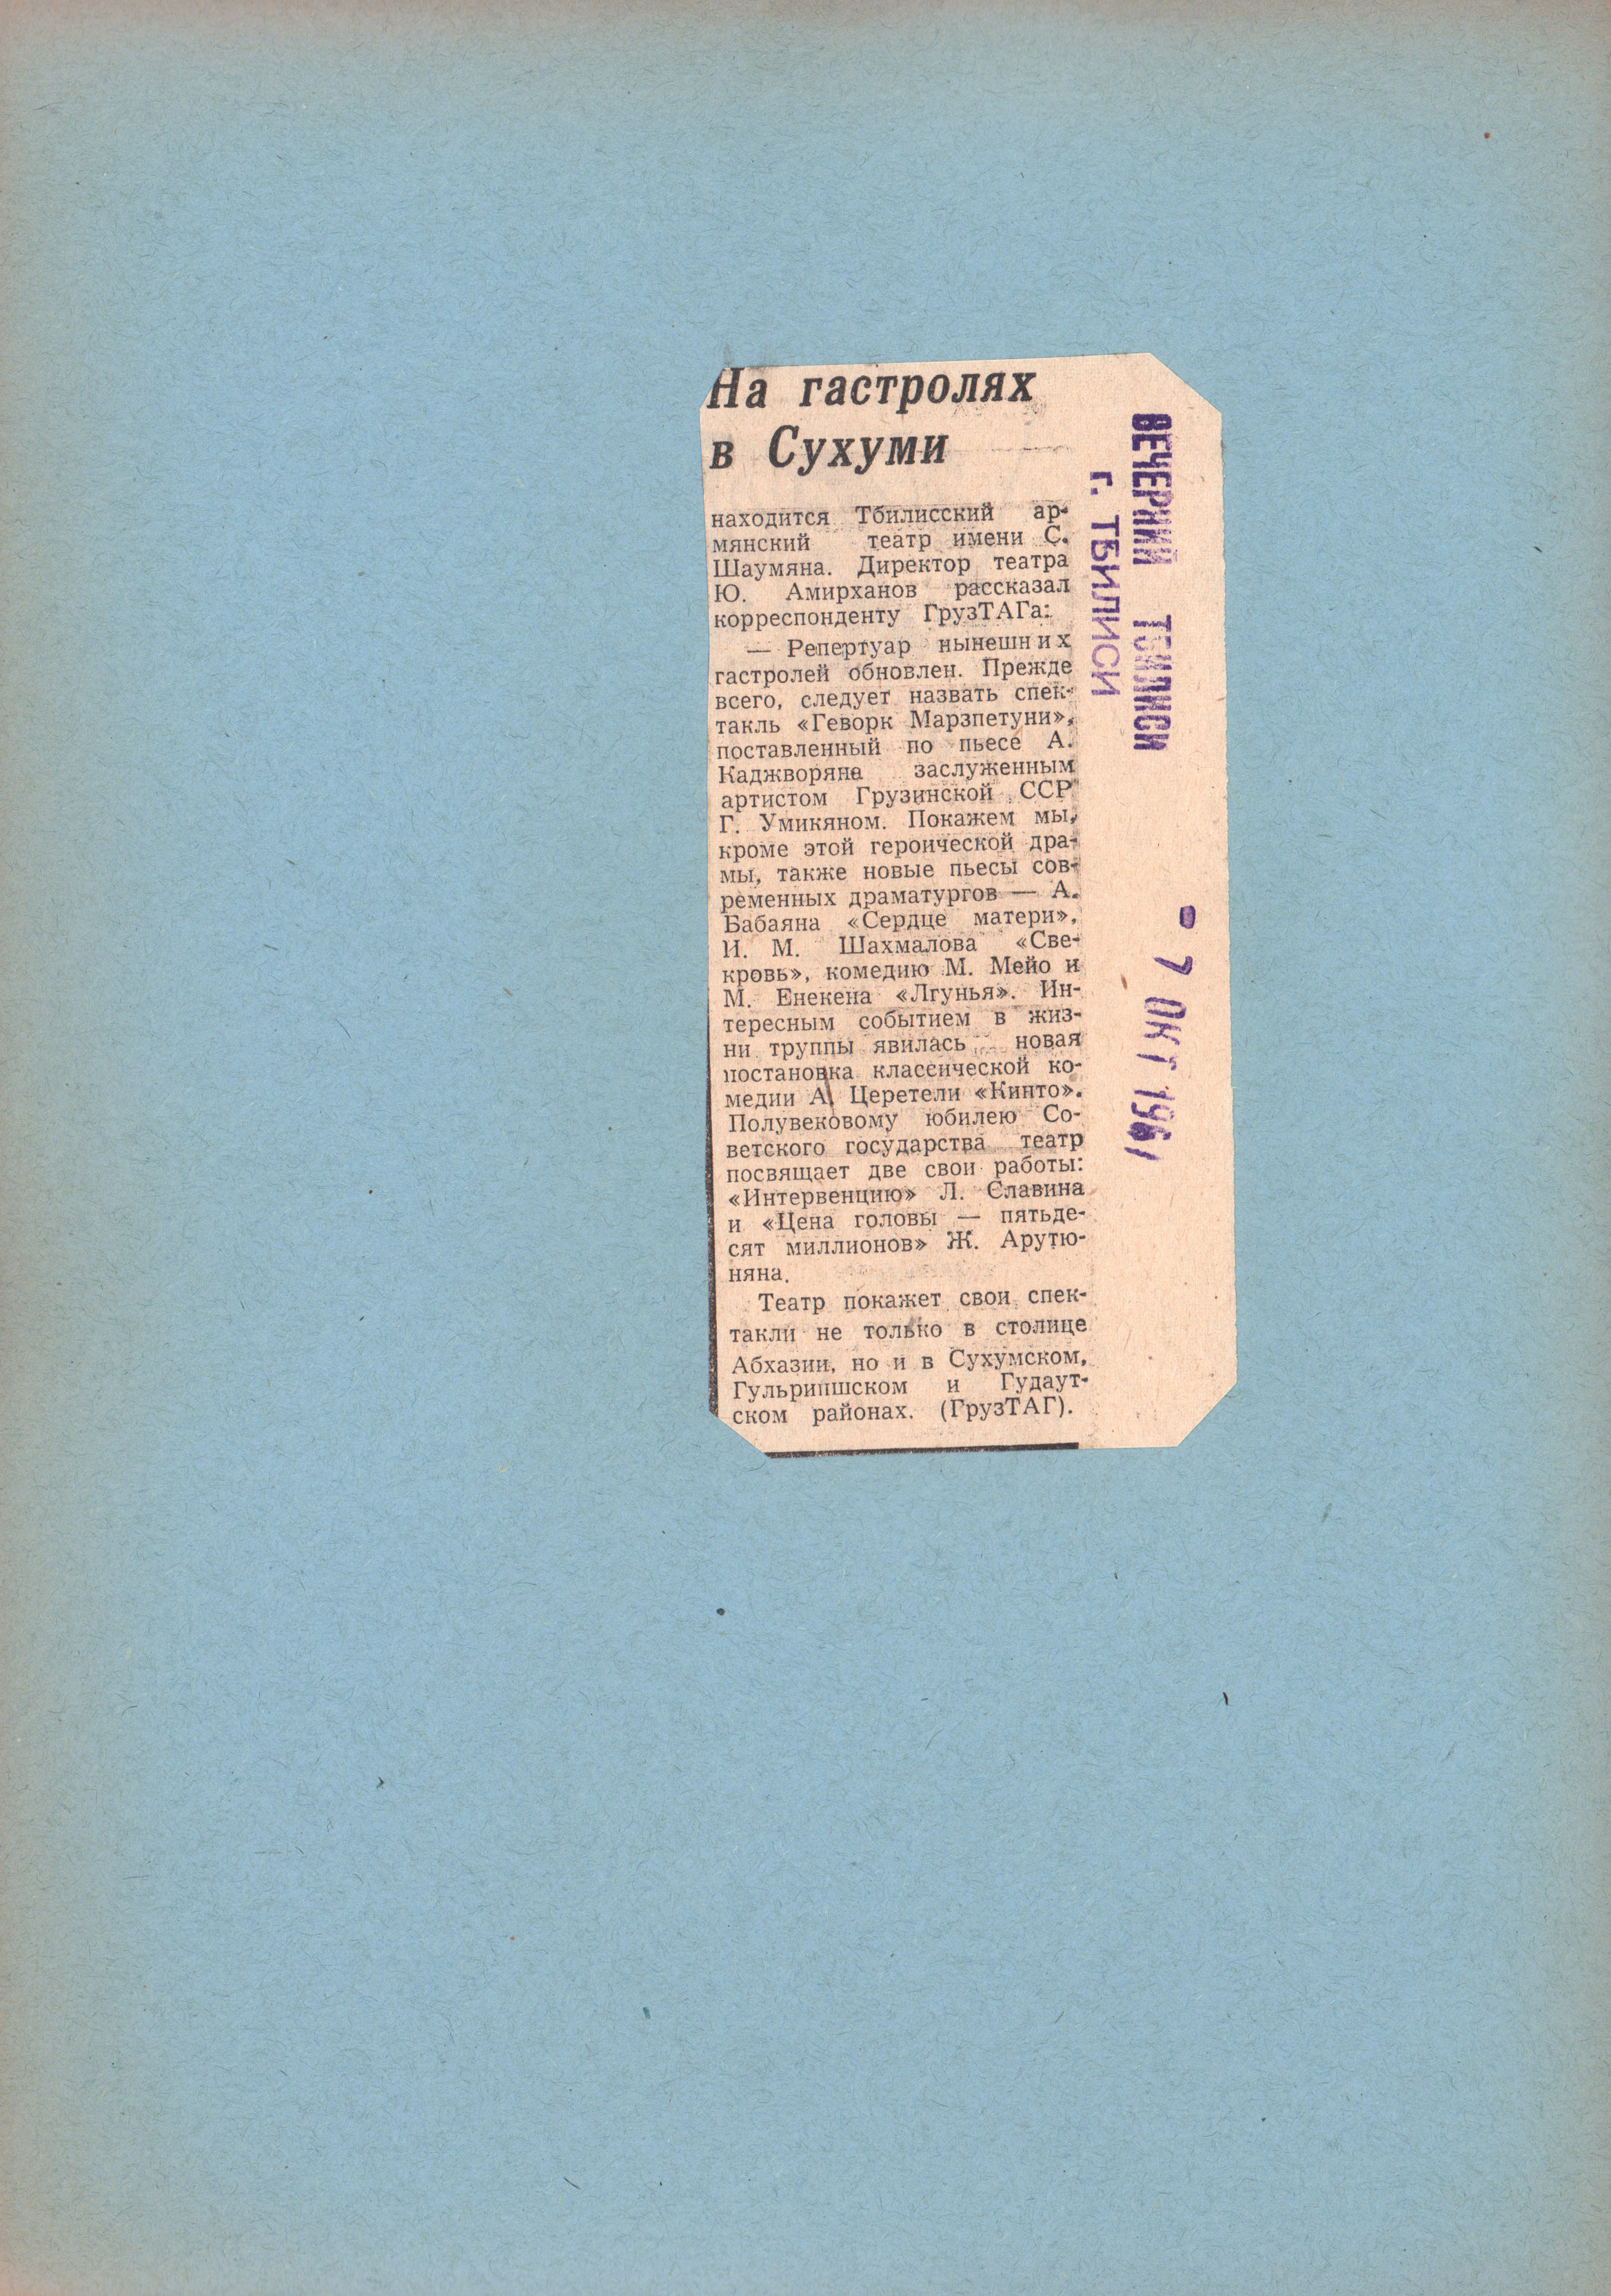 На гастролях
в Сухуми
находится Тбилисский ар-
мянский театр имени С.
Шаумяна. Директор театра
Ю. Амирханов рассказал
корреспонденту ГрузТАГа:
— Репертуар нынешних
гастролей обновлен. Прежде
всего, следует назвать спек-
такль «Геворк Марзпетуни»,
поставленный по пьесе А.
Каджворяна заслуженным
артистом Грузинской ССР
Г. Умикяном. Покажем мы,
кроме этой героической дра-
мы, также новые пьесы сов-
ременных драматургов — А.
Бабаяна «Сердце матери»,
И. М. Шахмалова «Све-
кровь», комедию М. Мейо и
М. Енекена «Лгунья». Ин-
тересным событием в жиз-
ни труппы явилась новая
постановка классической ко-
медии А. Церетели «Кинто».
Полувековому юбилею Со-
ветского государства театр
посвящает две свои работы:
«Интервенцию» Л. Славина
и «Цена головы — пятьде-
сят миллионов» Ж. Арутю-
няна.
Театр покажет свои спек-
такли не только в столице
Абхазии, но и в Сухумском,
Гульрипшском и Гудаут-
ском районах. (ГрузТАГ).
ВЕЧЕРНИЙ ТБИЛИСИ
г. ТБИЛИСИ
- 7 ОКТ 1967